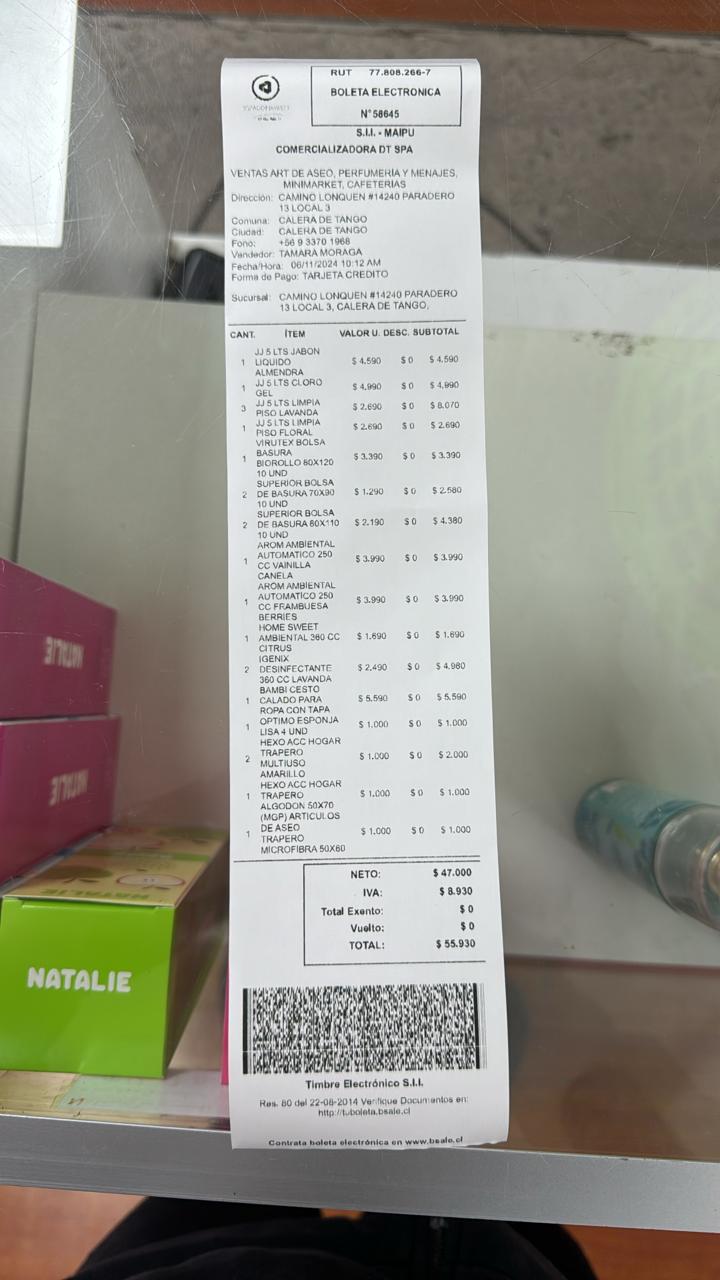 RUT 77.808.266-7
BOLETA ELECTRONICA
N°58645
S.I.I. - MAIPU
COMERCIALIZADORA DT SPA
VENTAS ART DE ASEO, PERFUMERIA Y MENAJES,
MINIMARKET, CAFETERIAS
Dirección: CAMINO LONQUEN #14240 PARADERO
13 LOCAL 3
Comuna: CALERA DE TANGO
Ciudad: CALERA DE TANGO
Fono: +56 9 3370 1968
Vendedor: TAMARA MORAGA
Fecha/Hora: 06/11/2024 10:12 AM
Forma de Pago: TARJETA CREDITO
Sucursal: CAMINO LONQUEN #14240 PARADERO
13 LOCAL 3, CALERA DE TANGO,
CANT. ÍTEM VALOR U. DESC. SUBTOTAL
JJ 5 LTS JABON
1 LIQUIDO $ 4.590 $ 0 $ 4.590
ALMENDRA
JJ 5 LTS CLORO
1 GEL $ 4.990 $ 0 $ 4.990
JJ 5 LTS LIMPIA
3 PISO LAVANDA $ 2.690 $ 0 $ 8.070
JJ 5 LTS LIMPIA
1 PISO FLORAL $ 2.690 $ 0 $ 2.690
VIRUTEX BOLSA
BASURA
1 BIOROLLO 80X120 $ 3.390 $ 0 $ 3.390
10 UND
SUPERIOR BOLSA
2 DE BASURA 70X90 $ 1.290 $ 0 $ 2.580
10 UND
SUPERIOR BOLSA
2 DE BASURA 80X110 $ 2.190 $ 0 $ 4.380
10 UND
AROM AMBIENTAL
AUTOMATICO 250
1 CC VAINILLA $ 3.990 $ 0 $ 3.990
CANELA
AROM AMBIENTAL
AUTOMATICO 250
1 CC FRAMBUESA $ 3.990 $ 0 $ 3.990
BERRIES
HOME SWEET
1 AMBIENTAL 360 CC $ 1.690 $ 0 $ 1.690
CITRUS
IGENIX
2 DESINFECTANTE $ 2.490 $ 0 $ 4.980
360 CC LAVANDA
BAMBI CESTO
1 CALADO PARA $ 5.590 $ 0 $ 5.590
ROPA CON TAPA
OPTIMO ESPONJA
1 LISA 4 UND $ 1.000 $ 0 $ 1.000
HEXO ACC HOGAR
2 TRAPERO $ 1.000 $ 0 $ 2.000
MULTIUSO
AMARILLO
HEXO ACC HOGAR
1 TRAPERO $ 1.000 $ 0 $ 1.000
ALGODON 50X70
(MGP) ARTICULOS
1 DE ASEO $ 1.000 $ 0 $ 1.000
TRAPERO
MICROFIBRA 50X60
NETO: $ 47.000
IVA: $ 8.930
Total Exento: $ 0
Vuelto: $ 0
TOTAL: $ 55.930
Timbre Electrónico S.I.I.
Res. 80 del 22-08-2014 Verifique Documentos en:
http://tuboleta.bsale.cl
Contrata boleta electrónica en www.bsale.cl
NATALIE
NATALIE
NATALIE
NATALIE